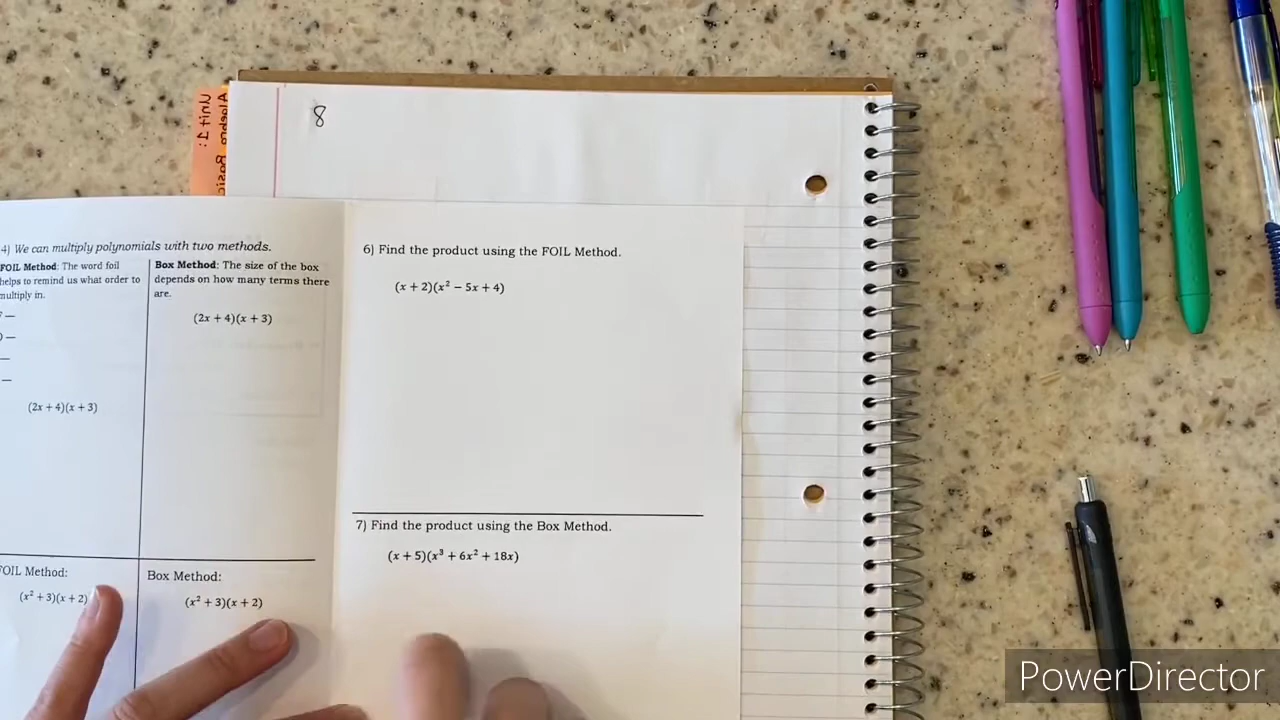 8
Unit 1:
Algebra Basic
4) We can multiply polynomials with two methods.
FOIL Method: The word foil
helps to remind us what order to
multiply in.
–
O –
–
–
(2x + 4)(x + 3)
Box Method: The size of the box
depends on how many terms there
are.
(2x + 4)(x + 3)
FOIL Method:
(x² + 3)(x + 2)
Box Method:
(x² + 3)(x + 2)
6) Find the product using the FOIL Method.
(x + 2)(x² – 5x + 4)
7) Find the product using the Box Method.
(x + 5)(x³ + 6x² + 18x)
PowerDirector